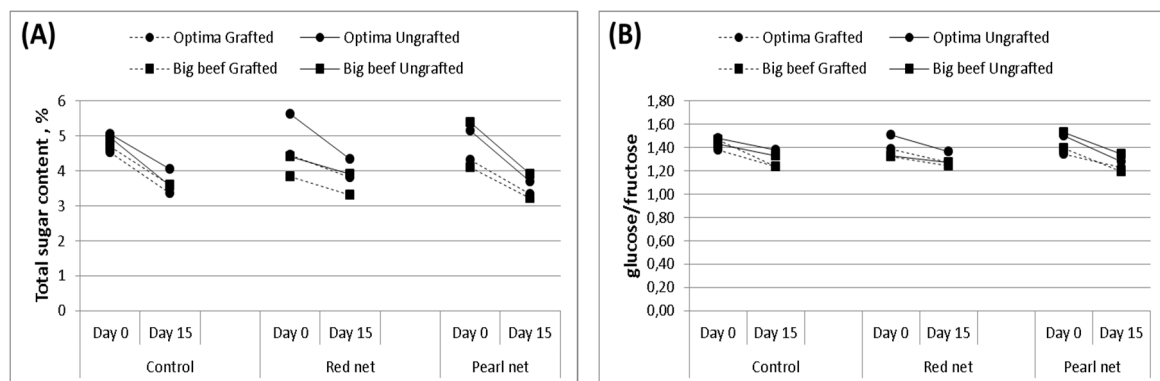 (A)
Optima Grafted Optima Ungrafted
Big beef Grafted Big beef Ungrafted
Total sugar content , %
6
5
4
3
2
1
0
Day 0 Day 15 Day 0 Day 15 Day 0 Day 15
Control Red net Pearl net
(B)
Optima Grafted Optima Ungrafted
Big beef Grafted Big beef Ungrafted
glucose/fructose
1,80
1,60
1,40
1,20
1,00
0,80
0,60
0,40
0,20
0,00
Day 0 Day 15 Day 0 Day 15 Day 0 Day 15
Control Red net Pearl net